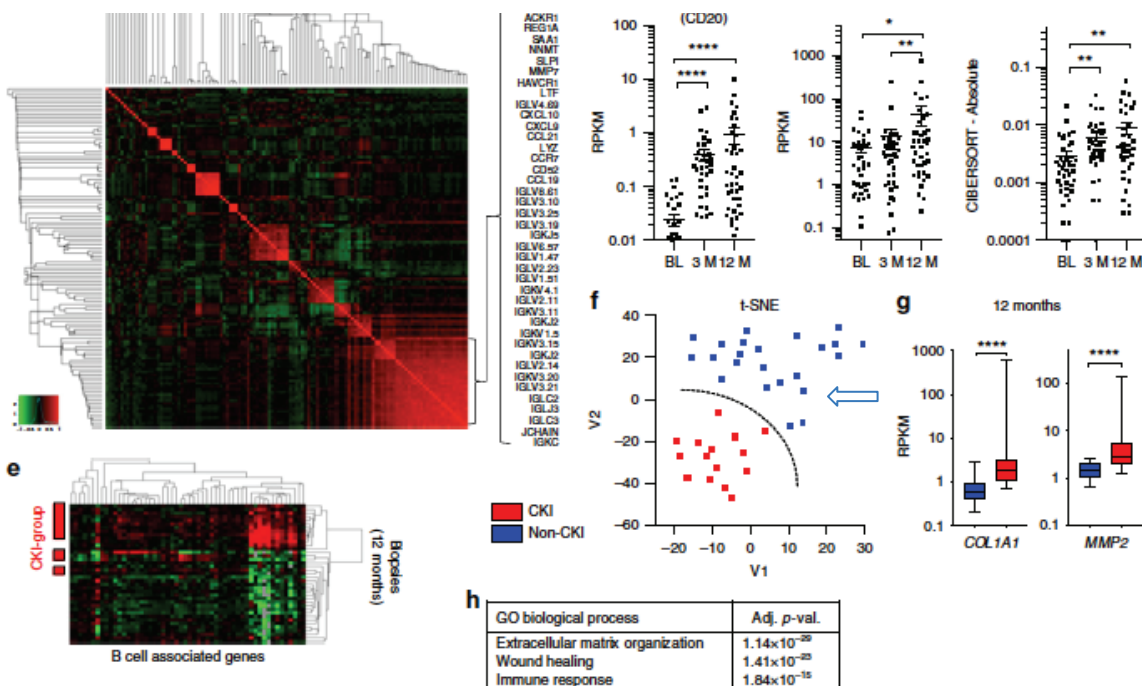 ACKR1
REG1A
SAA1
NNMT
SLPI
MMP7
HAVCR1
LTF
IGLV4.69
CXCL10
CXCL9
CCL21
LYZ
CCR7
CD52
CCL19
IGLV8.61
IGLV3.10
IGLV3.25
IGLV3.19
IGKJ5
IGLV6.57
IGLV1.47
IGLV2.23
IGLV1.51
IGKV4.1
IGLV2.11
IGKV3.11
IGKJ2
IGKV1.5
IGKV3.15
IGKJ2
IGLV2.14
IGKV3.20
IGLV3.21
IGLC2
IGLJ3
IGLC3
JCHAIN
IGKC
(CD20)
RPKM
10
1
0.1
0.01
****
****
BL 3 M 12 M
RPKM
10000
1000
100
10
1
0.1
*
**
BL 3 M 12 M
CIBERSORT - Absolute
0.1
0.01
0.001
0.0001
**
**
BL 3 M 12 M
e
CKI-group
Biopsies
(12 months)
B cell associated genes
f
t-SNE
V2
40
20
0
−20
−40
−60
−20 −10 0 10 20 30
V1
CKI
Non-CKI
g
12 months
RPKM
1000
100
10
1
0.1
****
COL1A1
100
10
1
0.1
****
MMP2
h
GO biological process Adj. p-val.
Extracellular matrix organization 1.14×10⁻²⁹
Wound healing 1.41×10⁻²³
Immune response 1.84×10⁻¹⁵